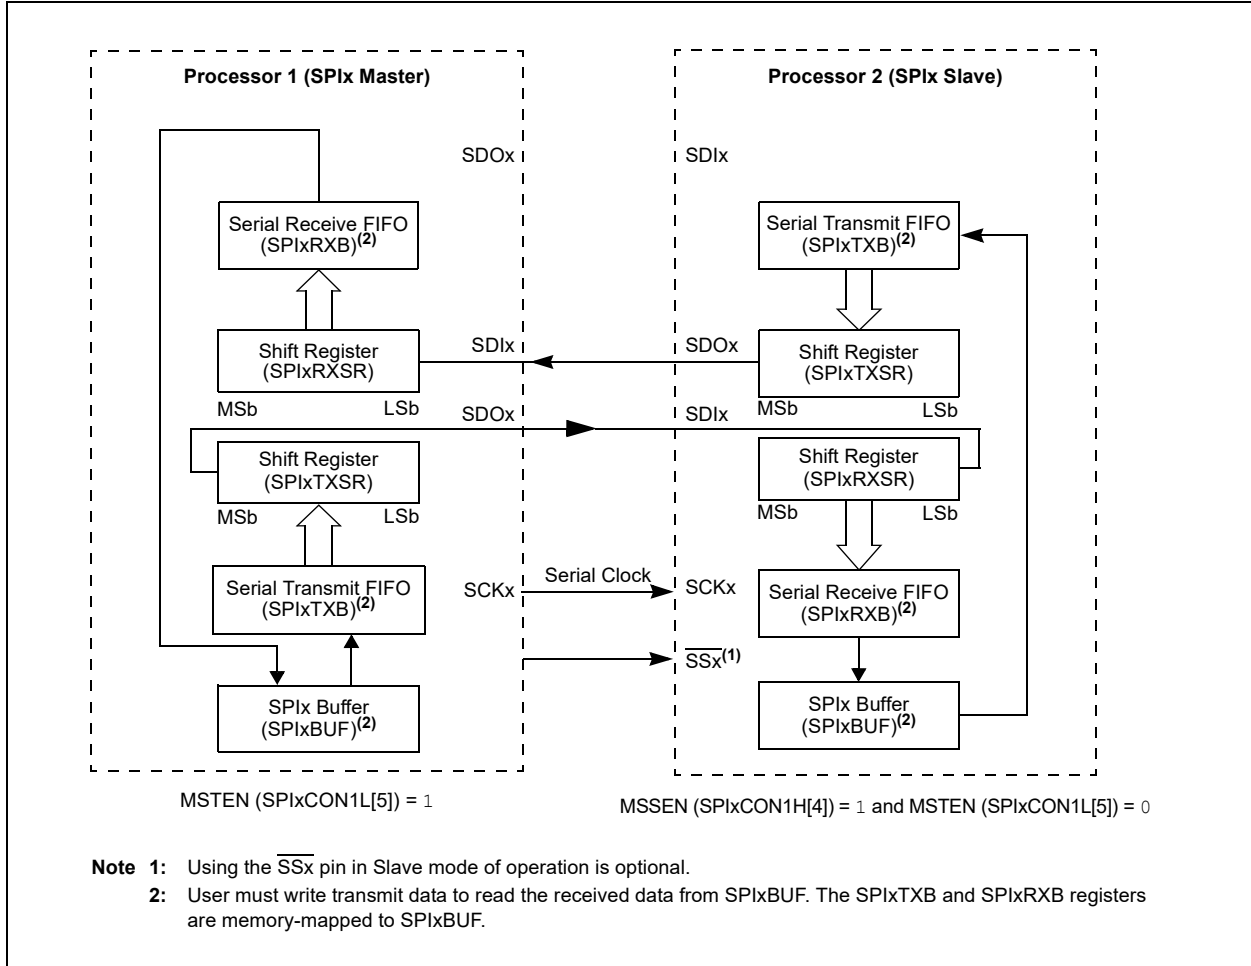 Processor 1 (SPIx Master)
Processor 2 (SPIx Slave)
SDOx
SDIx
Serial Receive FIFO
(SPIxRXB)(2)
Serial Transmit FIFO
(SPIxTXB)(2)
Shift Register
(SPIxRXSR)
SDIx
SDOx
Shift Register
(SPIxTXSR)
MSb
LSb
SDOx
SDIx
MSb
LSb
Shift Register
(SPIxTXSR)
Shift Register
(SPIxRXSR)
MSb
LSb
MSb
LSb
Serial Transmit FIFO
(SPIxTXB)(2)
SCKx
Serial Clock
SCKx
Serial Receive FIFO
(SPIxRXB)(2)
SSx(1)
SPIx Buffer
(SPIxBUF)(2)
SPIx Buffer
(SPIxBUF)(2)
MSTEN (SPIxCON1L[5]) = 1
MSSEN (SPIxCON1H[4]) = 1 and MSTEN (SPIxCON1L[5]) = 0
Note 1: Using the SSx pin in Slave mode of operation is optional.
2: User must write transmit data to read the received data from SPIxBUF. The SPIxTXB and SPIxRXB registers
are memory-mapped to SPIxBUF.